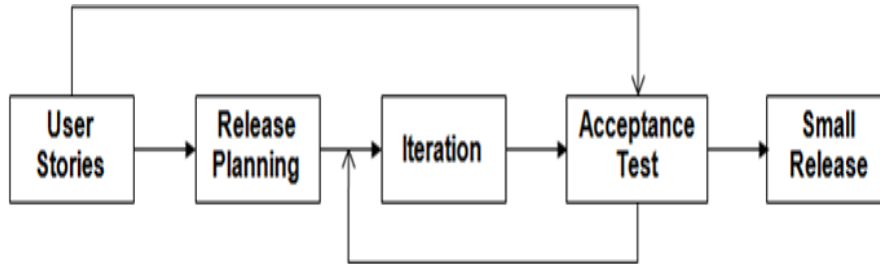 User
Stories
Release
Planning
Iteration
Acceptance
Test
Small
Release